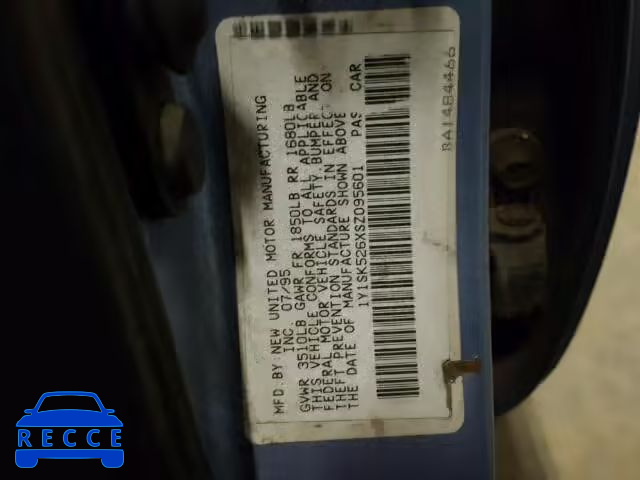 MFD. BY: NEW UNITED MOTOR MANUFACTURING
INC. 07/95
GVWR 3510LB GAWR FR 1850LB RR 1680LB
THIS VEHICLE CONFORMS TO ALL APPLICABLE
FEDERAL MOTOR VEHICLE SAFETY, BUMPER AND
THEFT PREVENTION STANDARDS IN EFFECT ON
THE DATE OF MANUFACTURE SHOWN ABOVE
1Y1SK526XSZ095601 PAS CAR
RA1484466
RECCE